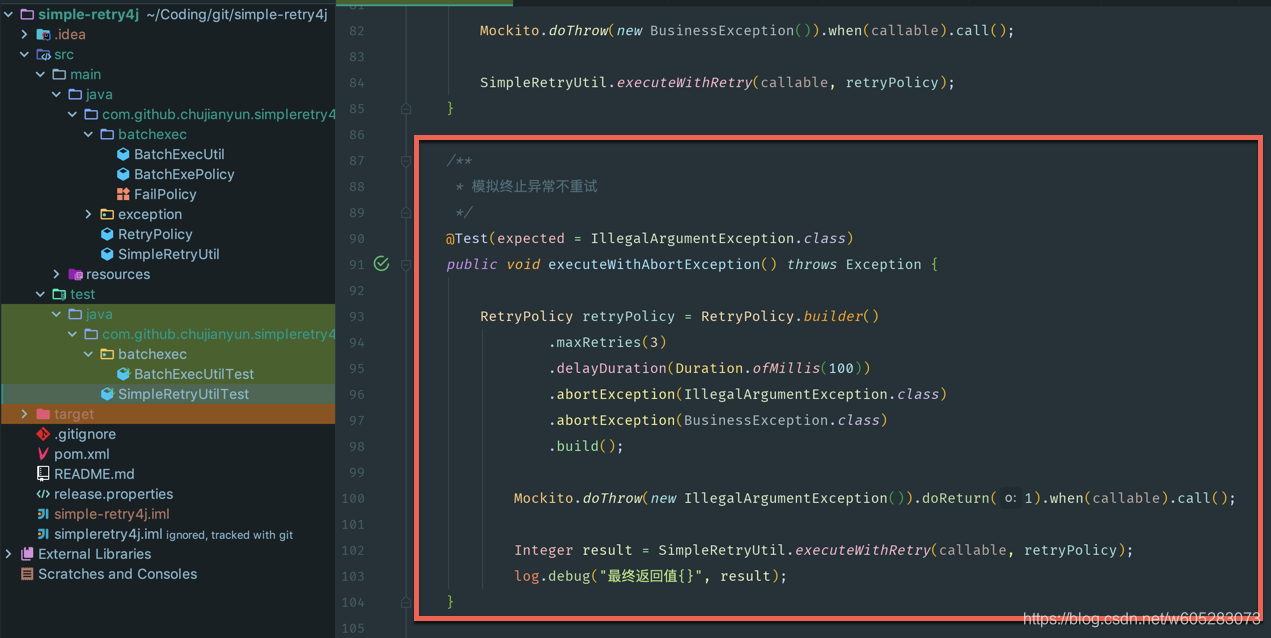 simple-retry4j ~/Coding/git/simple-retry4j
.idea
src
main
java
com.github.chujianyun.simpleretry4
batchexec
BatchExecUtil
BatchExePolicy
FailPolicy
exception
RetryPolicy
SimpleRetryUtil
resources
test
java
com.github.chujianyun.simpleretry4
batchexec
BatchExecUtilTest
SimpleRetryUtilTest
target
.gitignore
pom.xml
README.md
release.properties
simple-retry4j.iml
simpleretry4j.iml ignored, tracked with git
External Libraries
Scratches and Consoles
81
82 Mockito.doThrow(new BusinessException()).when(callable).call();
83
84 SimpleRetryUtil.executeWithRetry(callable, retryPolicy);
85 }
86
87 /**
88 * 模拟终止异常不重试
89 */
90 @Test(expected = IllegalArgumentException.class)
91 public void executeWithAbortException() throws Exception {
92
93 RetryPolicy retryPolicy = RetryPolicy.builder()
94 .maxRetries(3)
95 .delayDuration(Duration.ofMillis(100))
96 .abortException(IllegalArgumentException.class)
97 .abortException(BusinessException.class)
98 .build();
99
100 Mockito.doThrow(new IllegalArgumentException()).doReturn( o: 1).when(callable).call();
101
102 Integer result = SimpleRetryUtil.executeWithRetry(callable, retryPolicy);
103 log.debug("最终返回值{}", result);
104 }
105
https://blog.csdn.net/w605283073